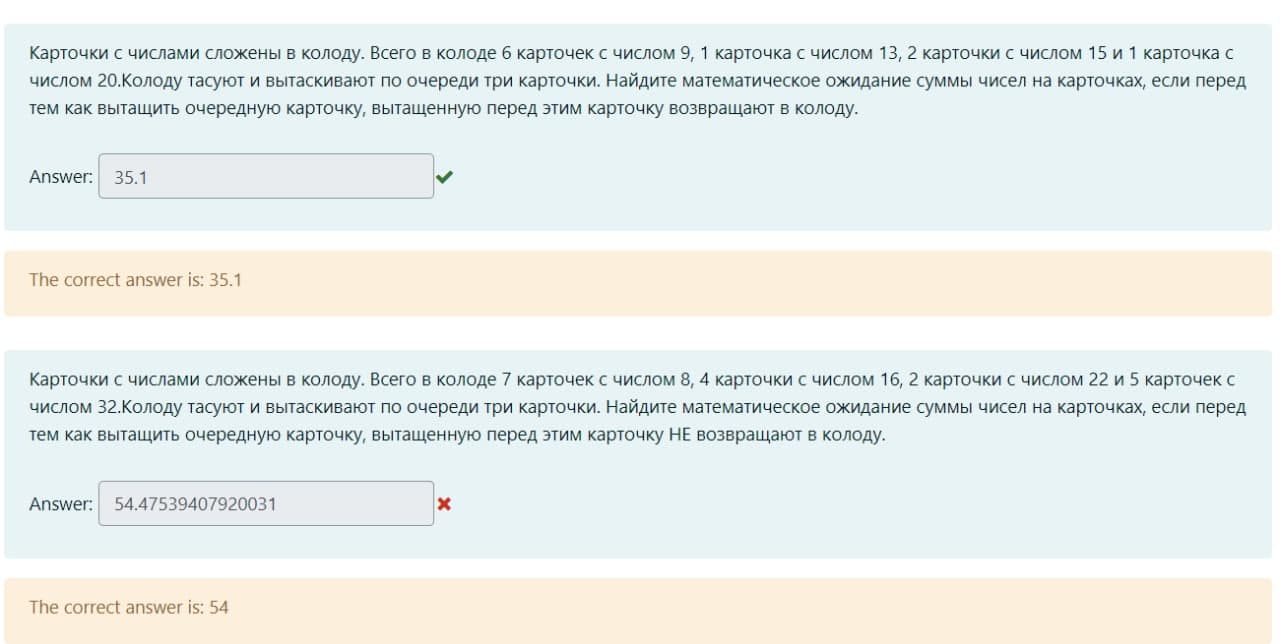 Карточки с числами сложены в колоду. Всего в колоде 6 карточек с числом 9, 1 карточка с числом 13, 2 карточки с числом 15 и 1 карточка с
числом 20.Колоду тасуют и вытаскивают по очереди три карточки. Найдите математическое ожидание суммы чисел на карточках, если перед
тем как вытащить очередную карточку, вытащенную перед этим карточку возвращают в колоду.
Answer: 35.1
The correct answer is: 35.1
Карточки с числами сложены в колоду. Всего в колоде 7 карточек с числом 8, 4 карточки с числом 16, 2 карточки с числом 22 и 5 карточек с
числом 32.Колоду тасуют и вытаскивают по очереди три карточки. Найдите математическое ожидание суммы чисел на карточках, если перед
тем как вытащить очередную карточку, вытащенную перед этим карточку НЕ возвращают в колоду.
Answer: 54.47539407920031
The correct answer is: 54